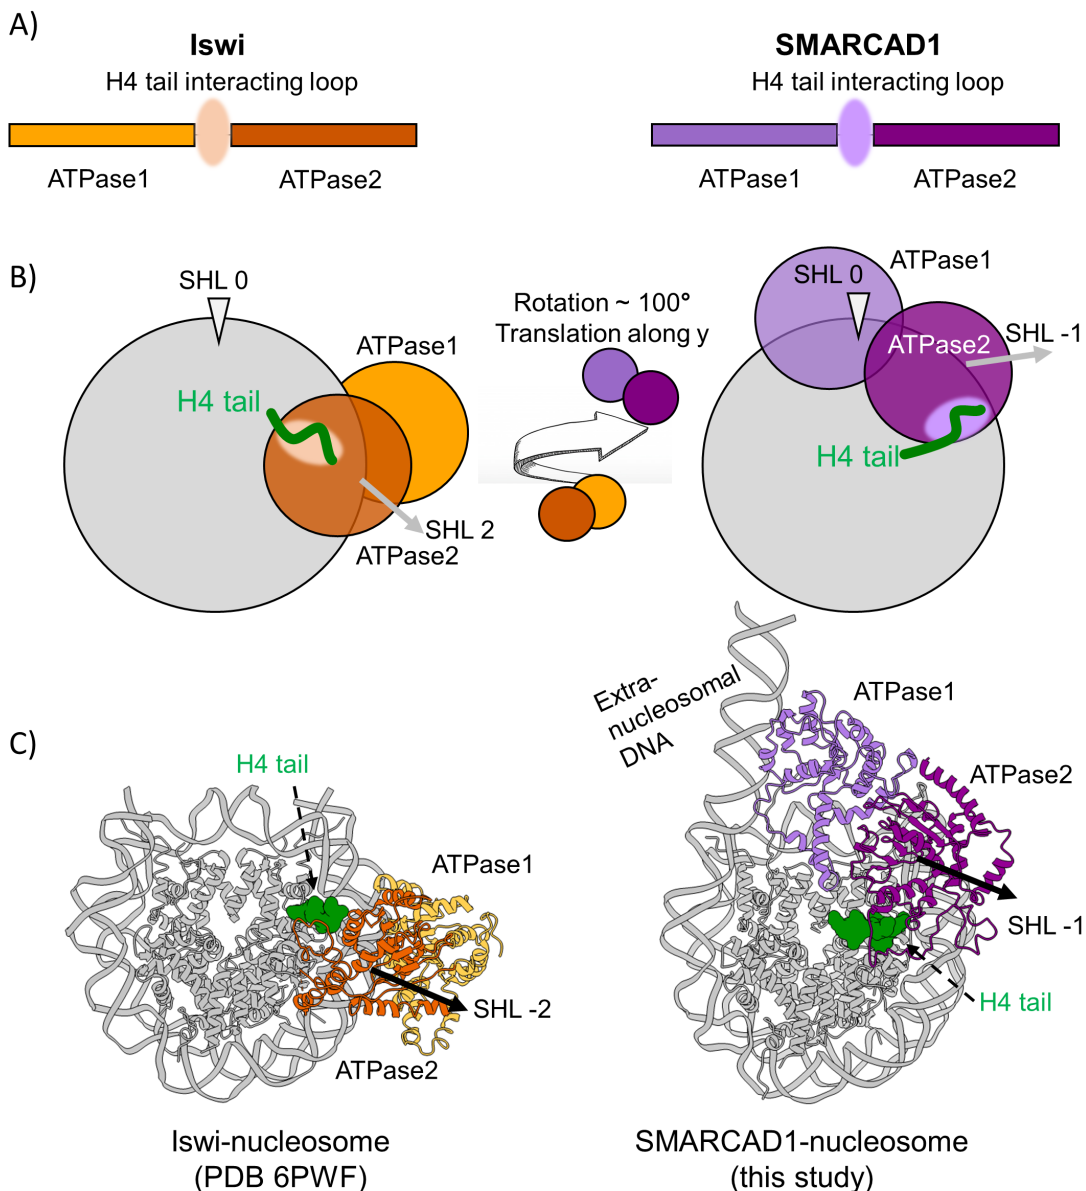 A)
Iswi
H4 tail interacting loop
ATPase1
ATPase2
SMARCAD1
H4 tail interacting loop
ATPase1
ATPase2
B)
SHL 0
ATPase1
H4 tail
SHL 2
ATPase2
Rotation ~ 100°
Translation along y
SHL 0
ATPase1
ATPase2
SHL -1
H4 tail
C)
H4 tail
ATPase1
SHL -2
ATPase2
Iswi-nucleosome
(PDB 6PWF)
Extra-
nucleosomal
DNA
ATPase1
ATPase2
SHL -1
H4 tail
SMARCAD1-nucleosome
(this study)